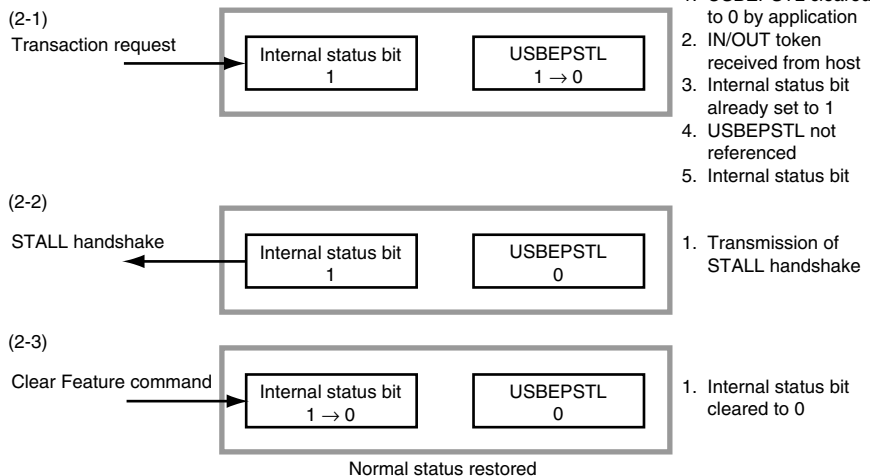 1. USBEPSTL cleared
to 0 by application
(2-1)
Transaction request
Internal status bit
1
USBEPSTL
1 → 0
2. IN/OUT token
received from host
3. Internal status bit
already set to 1
4. USBEPSTL not
referenced
5. Internal status bit
(2-2)
STALL handshake
Internal status bit
1
USBEPSTL
0
1. Transmission of
STALL handshake
(2-3)
Clear Feature command
Internal status bit
1 → 0
USBEPSTL
0
1. Internal status bit
cleared to 0
Normal status restored